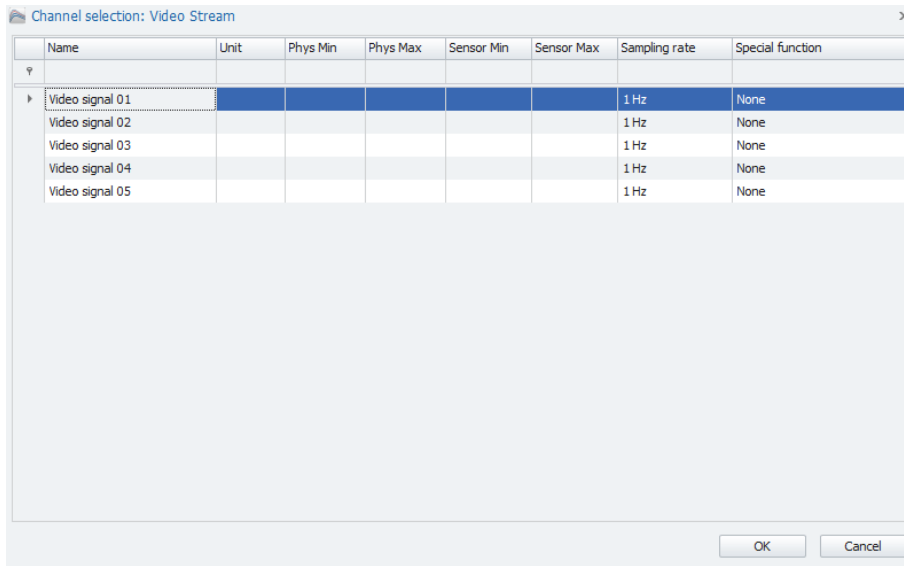 Channel selection: Video Stream
Name Unit Phys Min Phys Max Sensor Min Sensor Max Sampling rate Special function
Video signal 01 1 Hz None
Video signal 02 1 Hz None
Video signal 03 1 Hz None
Video signal 04 1 Hz None
Video signal 05 1 Hz None
OK Cancel